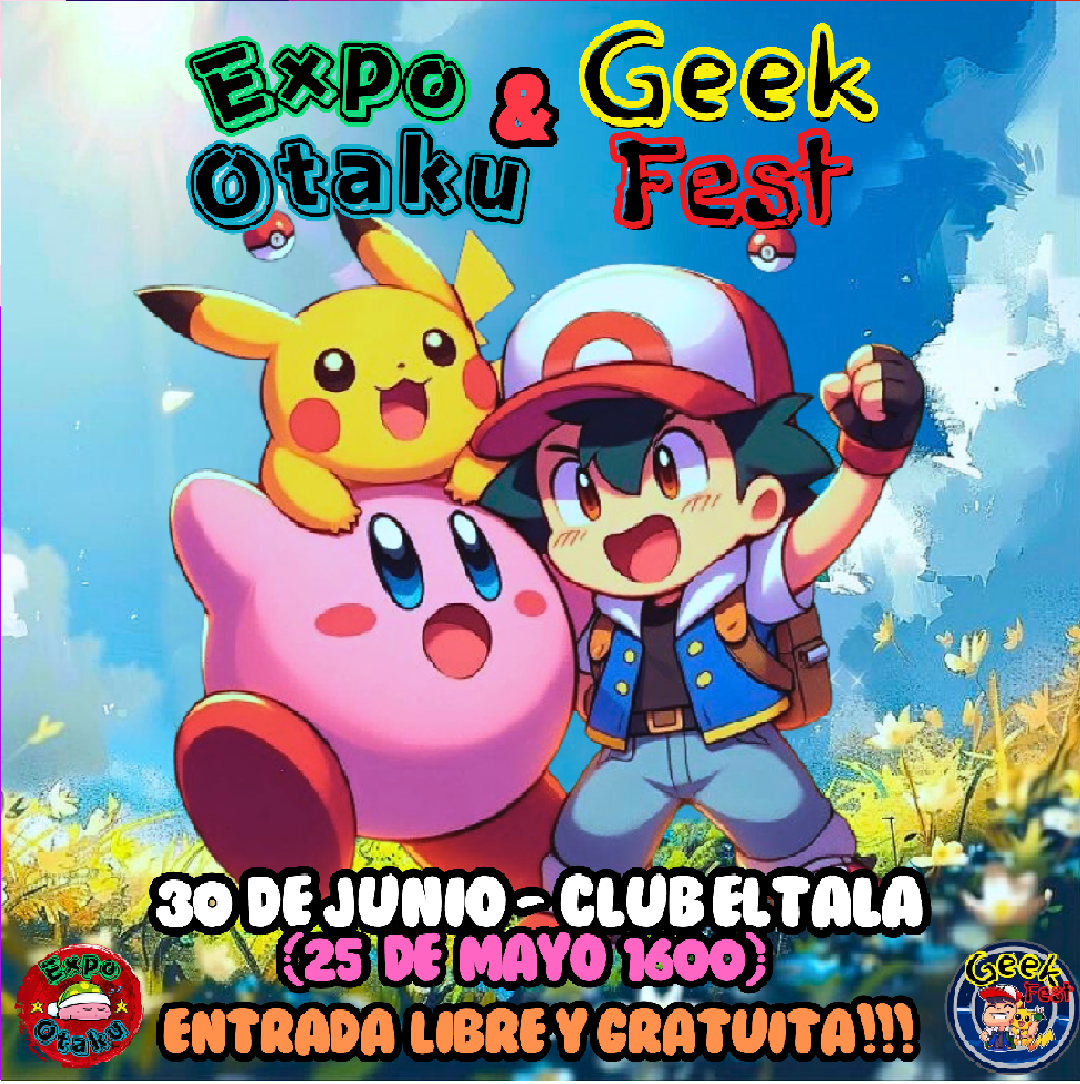 Expo & Geek
Otaku Fest
30 DE JUNIO - CLUB EL TALA
(25 DE MAYO 1600)
ENTRADA LIBRE Y GRATUITA!!!
Expo
Otaku
Geek
Fest